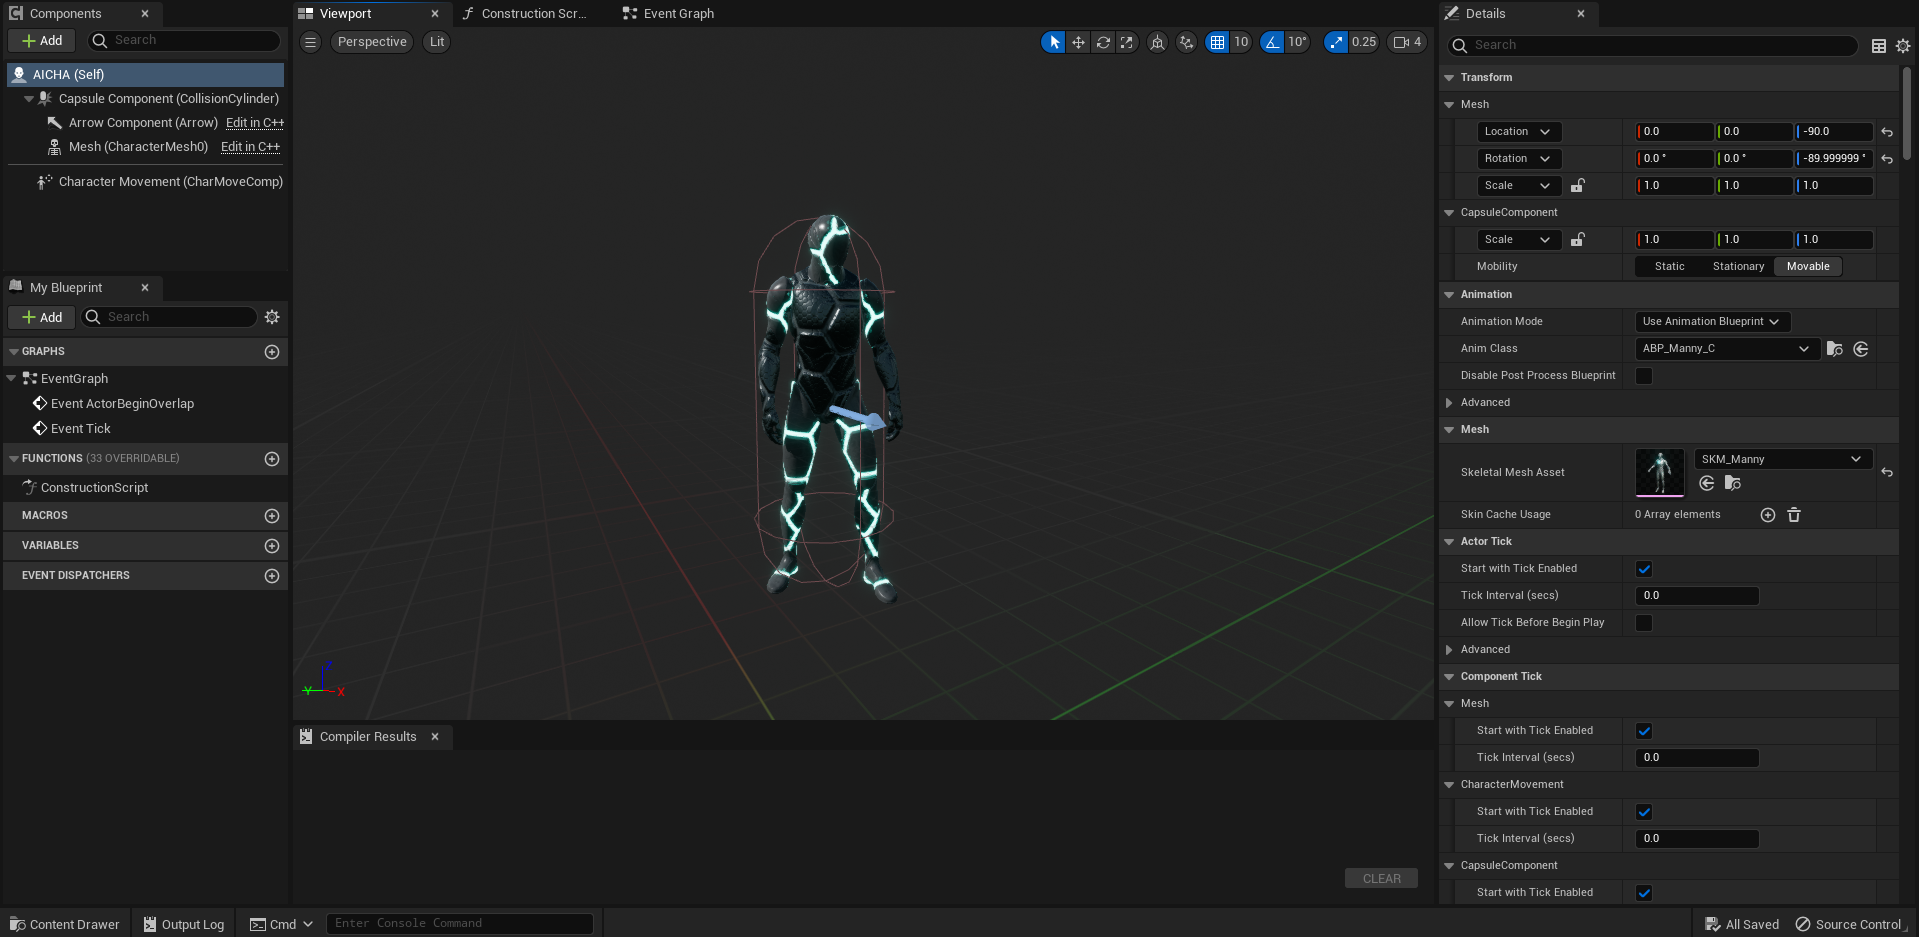 Components
Add
Search
AICHA (Self)
Capsule Component (CollisionCylinder)
Arrow Component (Arrow) Edit in C++
Mesh (CharacterMesh0) Edit in C++
Character Movement (CharMoveComp)
My Blueprint
Add
Search
GRAPHS
EventGraph
Event ActorBeginOverlap
Event Tick
FUNCTIONS (33 OVERRIDABLE)
ConstructionScript
MACROS
VARIABLES
EVENT DISPATCHERS
Viewport
Construction Scr...
Event Graph
Perspective
Lit
10
10°
0.25
4
Z
Y
X
Compiler Results
CLEAR
Details
Search
Transform
Mesh
Location 0.0 0.0 -90.0
Rotation 0.0 ° 0.0 ° -89.999999 °
Scale 1.0 1.0 1.0
CapsuleComponent
Scale 1.0 1.0 1.0
Mobility Static Stationary Movable
Animation
Animation Mode Use Animation Blueprint
Anim Class ABP_Manny_C
Disable Post Process Blueprint
Advanced
Mesh
Skeletal Mesh Asset SKM_Manny
Skin Cache Usage 0 Array elements
Actor Tick
Start with Tick Enabled
Tick Interval (secs) 0.0
Allow Tick Before Begin Play
Advanced
Component Tick
Mesh
Start with Tick Enabled
Tick Interval (secs) 0.0
CharacterMovement
Start with Tick Enabled
Tick Interval (secs) 0.0
CapsuleComponent
Start with Tick Enabled
Content Drawer
Output Log
Cmd
Enter Console Command
All Saved
Source Control